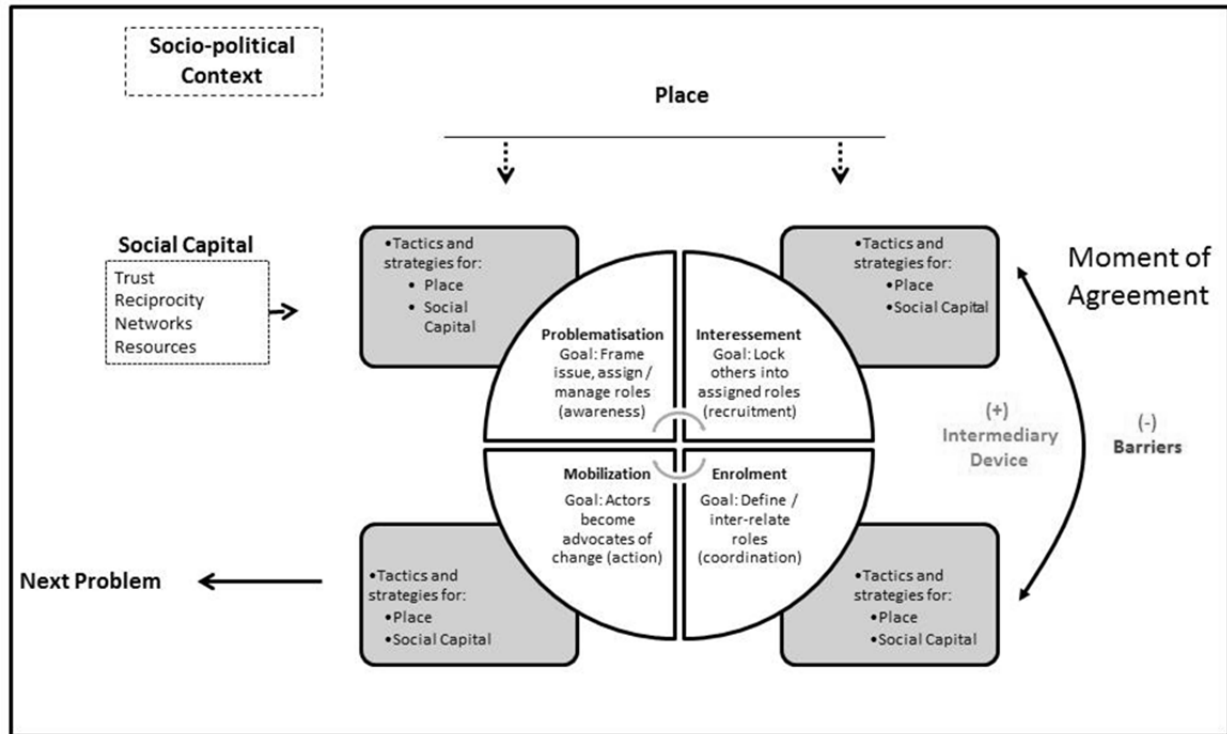 Socio-political
Context
Place
Social Capital
Trust
Reciprocity
Networks
Resources
•Tactics and
strategies for:
• Place
• Social
Capital
•Tactics and
strategies for:
•Place
•Social Capital
Moment of
Agreement
Problematisation
Goal: Frame
issue, assign /
manage roles
(awareness)
Interessement
Goal: Lock
others into
assigned roles
(recruitment)
(+)
Intermediary
Device
(-)
Barriers
Mobilization
Goal: Actors
become
advocates of
change (action)
Enrolment
Goal: Define /
inter-relate
roles
(coordination)
Next Problem
•Tactics and
strategies for:
•Place
•Social Capital
•Tactics and
strategies for:
•Place
•Social Capital